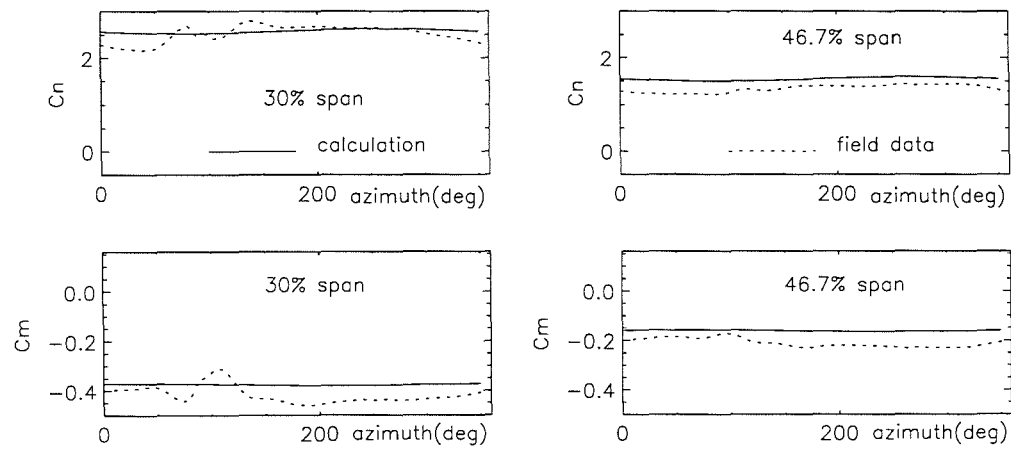 2
Cn
30% span
calculation
0
0
200
azimuth(deg)
2
46.7% span
Cn
field data
0
0
200
azimuth(deg)
30% span
0.0
Cm
−0.2
−0.4
0
200
azimuth(deg)
46.7% span
0.0
Cm
−0.2
−0.4
0
200
azimuth(deg)